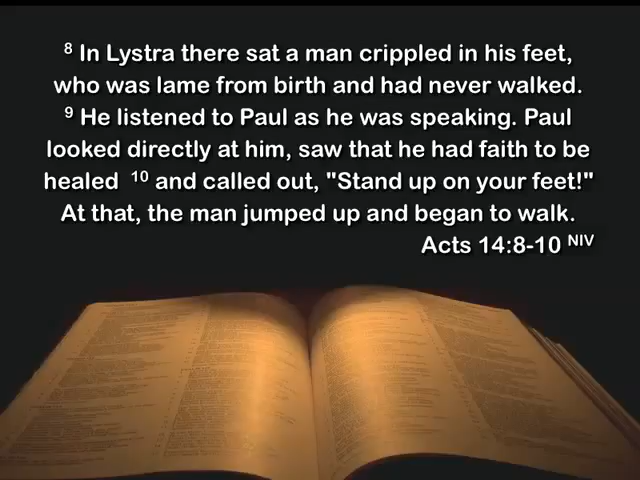 ⁸ In Lystra there sat a man crippled in his feet,
who was lame from birth and had never walked.
⁹ He listened to Paul as he was speaking. Paul
looked directly at him, saw that he had faith to be
healed ¹⁰ and called out, "Stand up on your feet!"
At that, the man jumped up and began to walk.
Acts 14:8-10 NIV